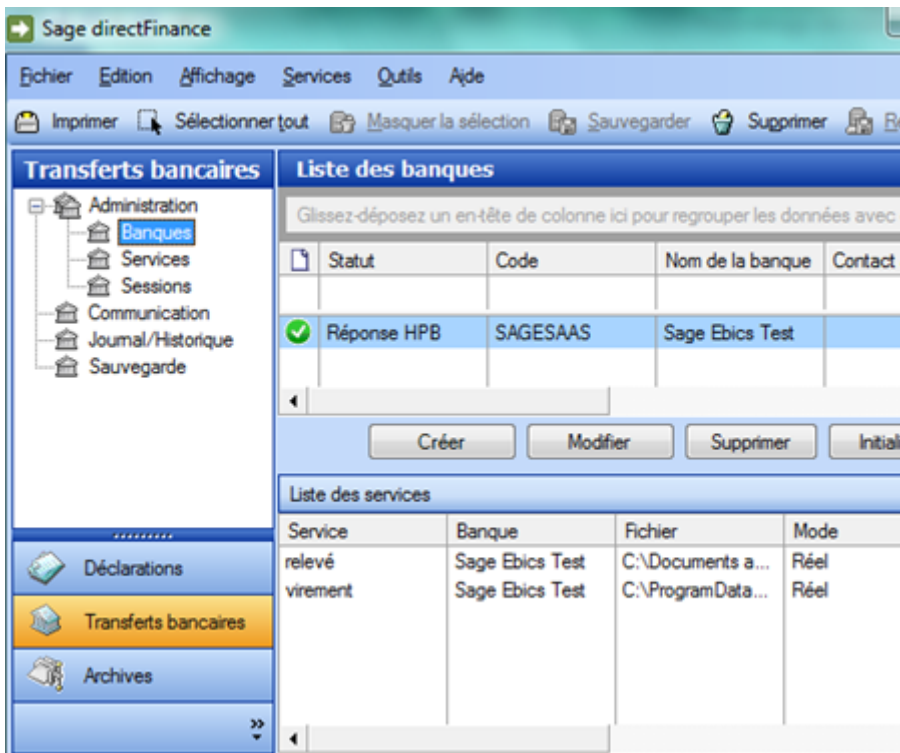 Sage directFinance
Fichier Edition Affichage Services Outils Aide
Imprimer Sélectionner tout Masquer la sélection Sauvegarder Supprimer
Transferts bancaires
Administration
Banques
Services
Sessions
Communication
Journal/Historique
Sauvegarde
Déclarations
Transferts bancaires
Archives
Liste des banques
Glissez-déposez un en-tête de colonne ici pour regrouper les données avec
Statut Code Nom de la banque Contact
Réponse HPB SAGESAAS Sage Ebics Test
Créer Modifier Supprimer Initiali
Liste des services
Service Banque Fichier Mode
relevé Sage Ebics Test C:\Documents a... Réel
virement Sage Ebics Test C:\ProgramData... Réel